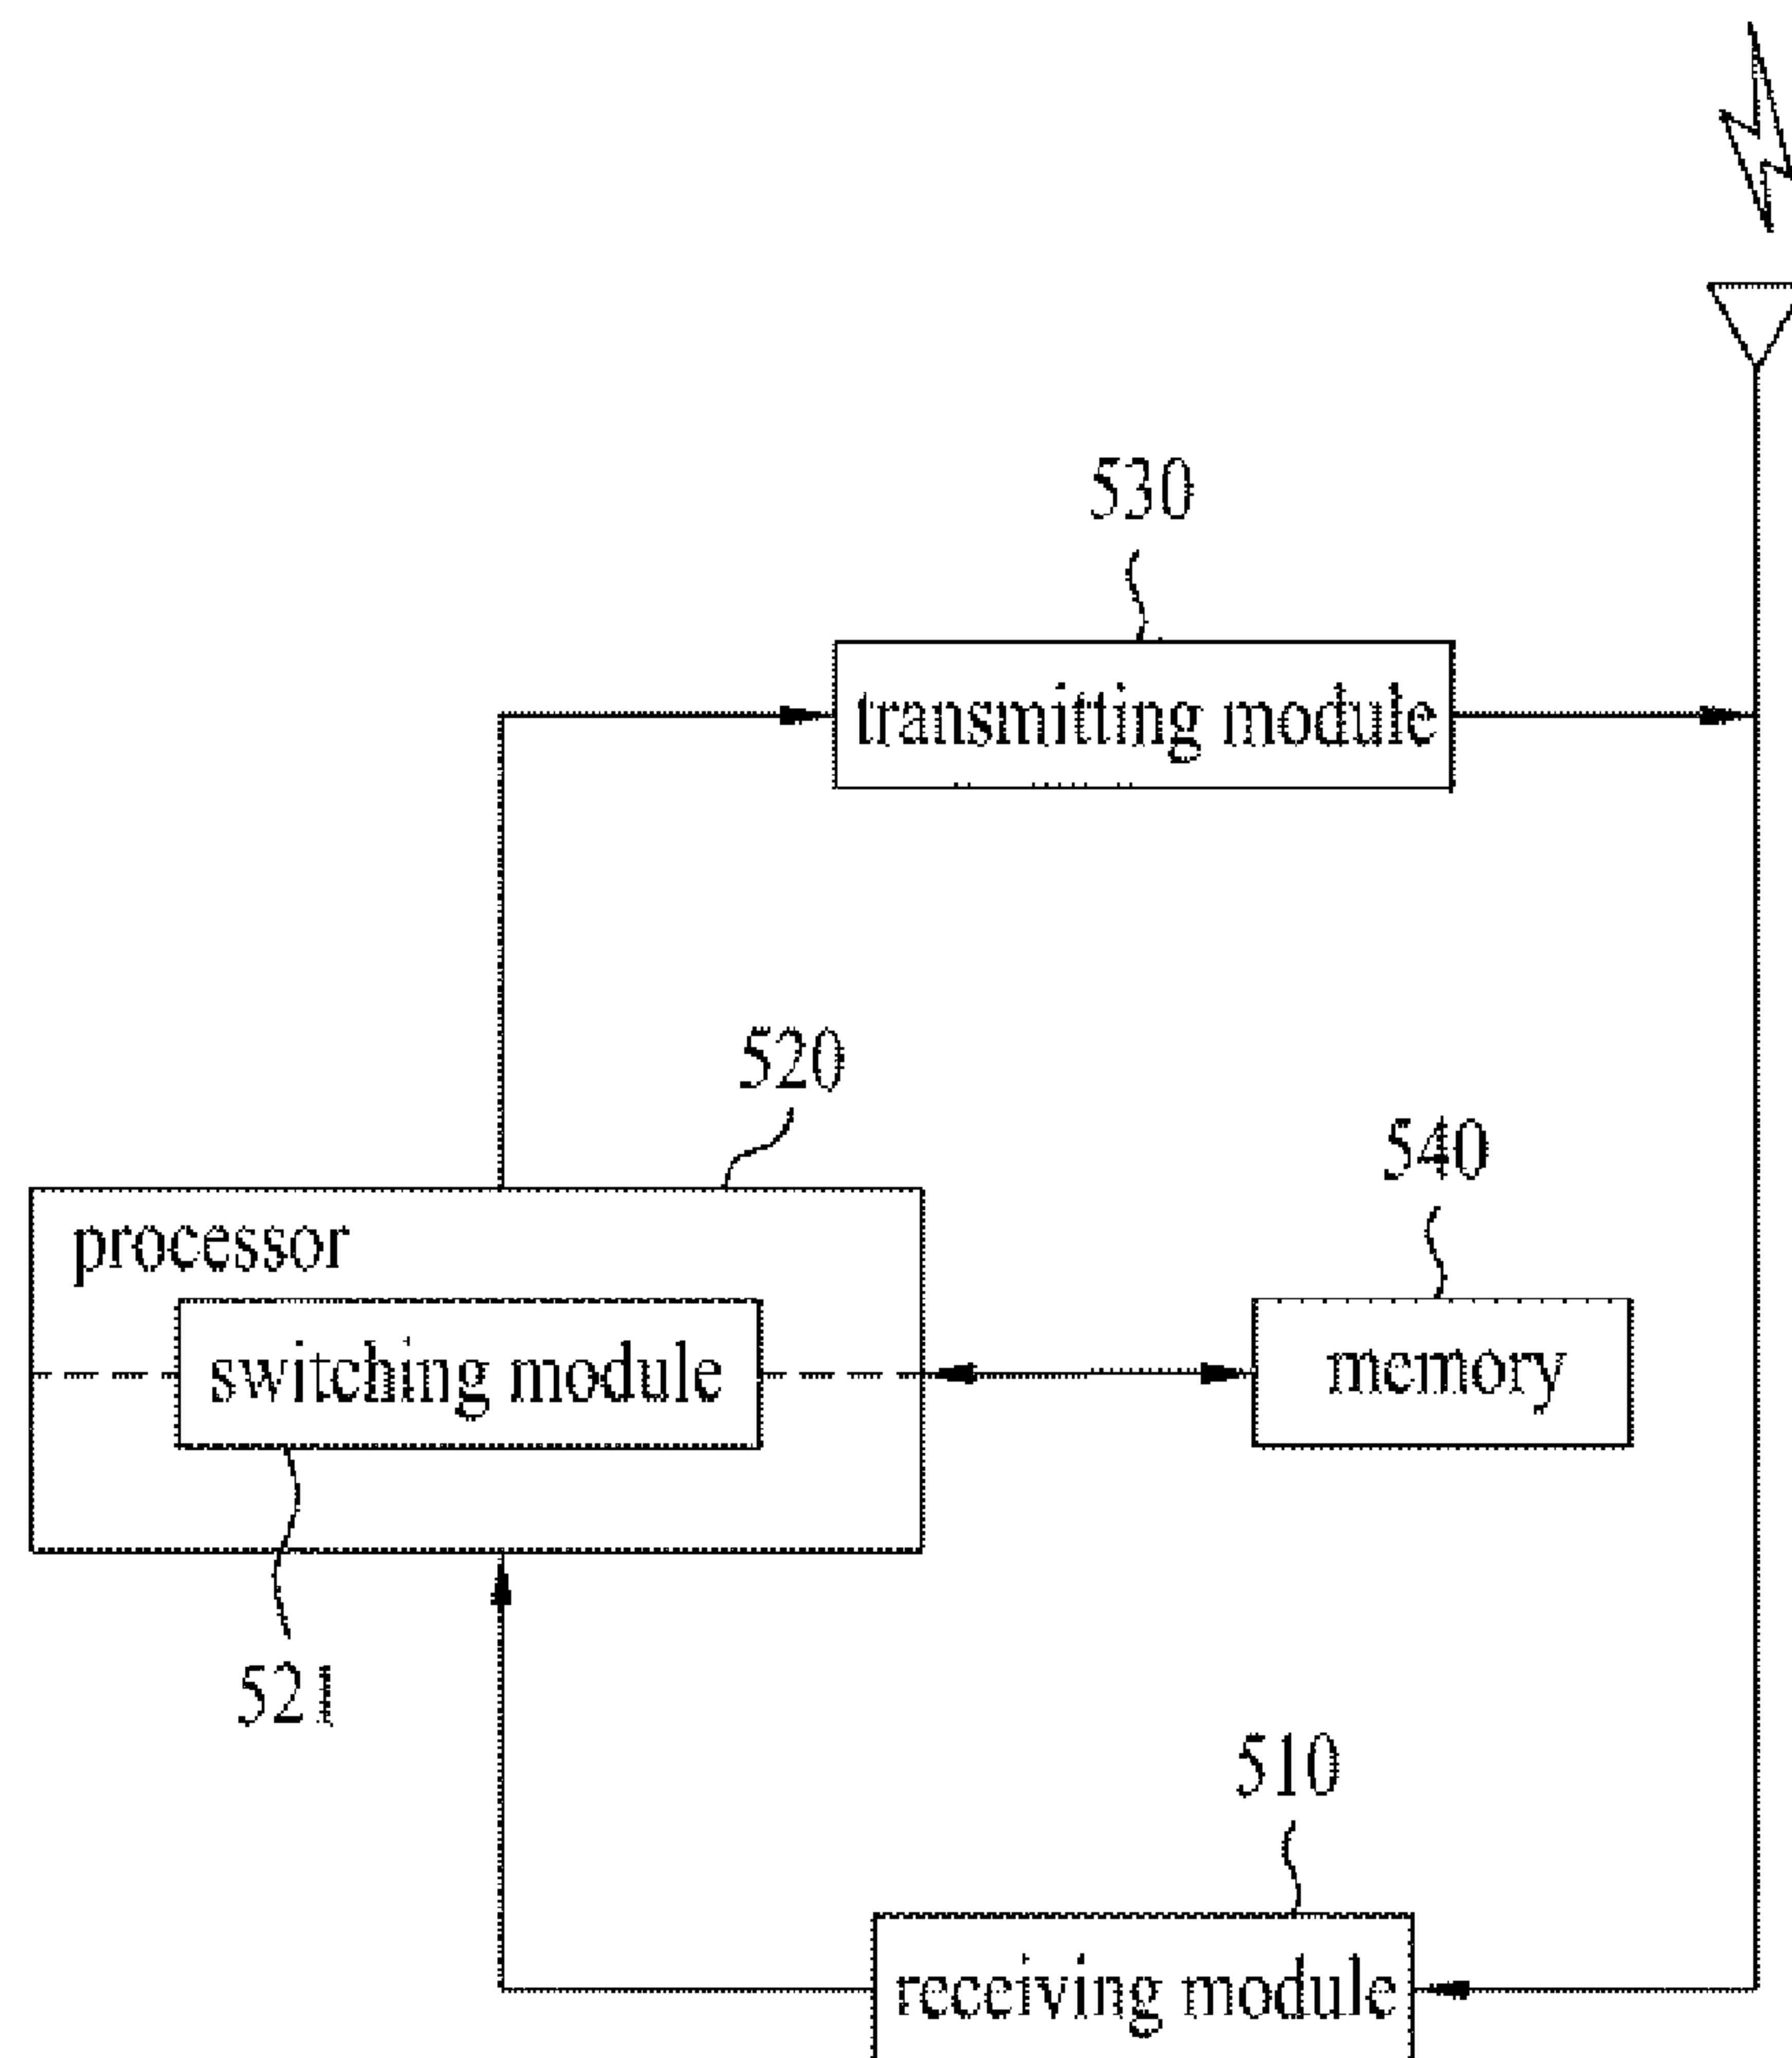 530
transmitting module
520
540
processor
switching module
memory
521
510
receiving module